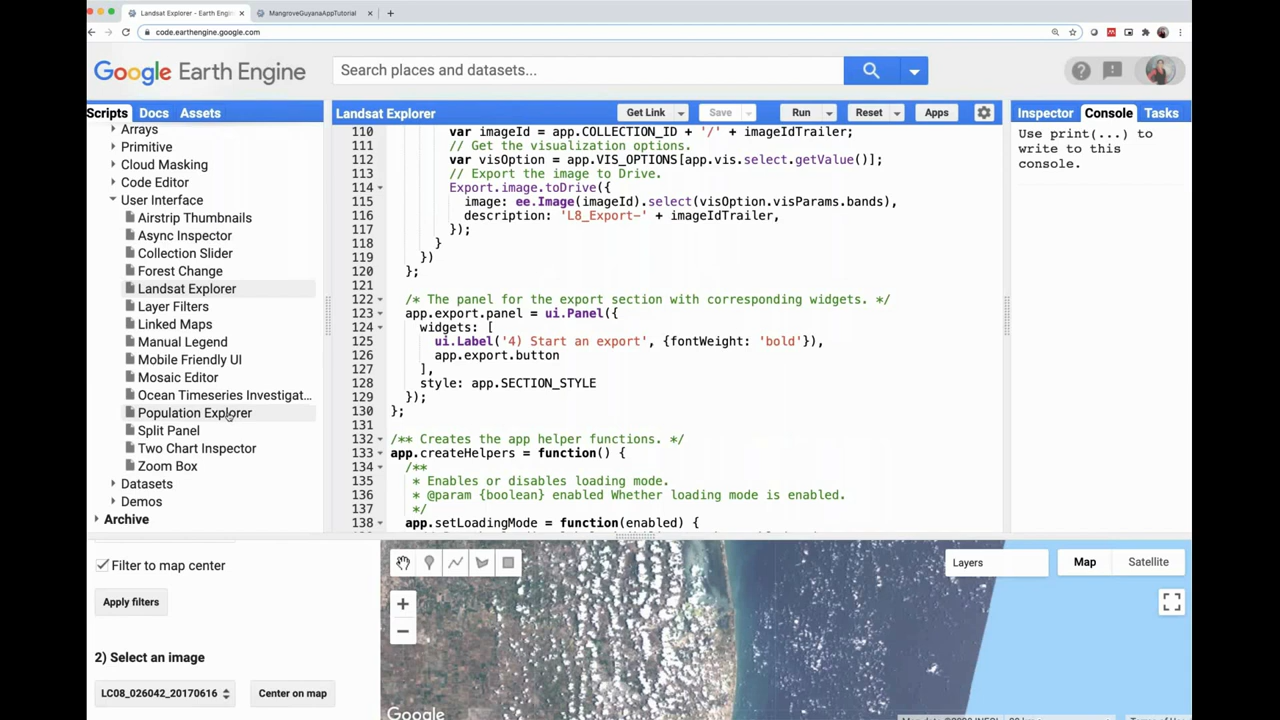 Landsat Explorer - Earth Engin
MangroveGuyanaAppTutorial
code.earthengine.google.com
Google Earth Engine
Search places and datasets...
Scripts Docs Assets
Landsat Explorer
Get Link
Save
Run
Reset
Apps
Inspector Console Tasks
Arrays
Primitive
Cloud Masking
Code Editor
User Interface
Airstrip Thumbnails
Async Inspector
Collection Slider
Forest Change
Landsat Explorer
Layer Filters
Linked Maps
Manual Legend
Mobile Friendly UI
Mosaic Editor
Ocean Timeseries Investigat...
Population Explorer
Split Panel
Two Chart Inspector
Zoom Box
Datasets
Demos
Archive
110 var imageId = app.COLLECTION_ID + '/' + imageIdTrailer;
111 // Get the visualization options.
112 var visOption = app.VIS_OPTIONS[app.vis.select.getValue()];
113 // Export the image to Drive.
114 Export.image.toDrive({
115 image: ee.Image(imageId).select(visOption.visParams.bands),
116 description: 'L8_Export-' + imageIdTrailer,
117 });
118 }
119 })
120 };
121
122 /* The panel for the export section with corresponding widgets. */
123 app.export.panel = ui.Panel({
124 widgets: [
125 ui.Label('4) Start an export', {fontWeight: 'bold'}),
126 app.export.button
127 ],
128 style: app.SECTION_STYLE
129 });
130 };
131
132 /** Creates the app helper functions. */
133 app.createHelpers = function() {
134 /**
135 * Enables or disables loading mode.
136 * @param {boolean} enabled Whether loading mode is enabled.
137 */
138 app.setLoadingMode = function(enabled) {
Use print(...) to
write to this
console.
Filter to map center
Apply filters
2) Select an image
LC08_026042_20170616
Center on map
Layers
Map
Satellite
Google